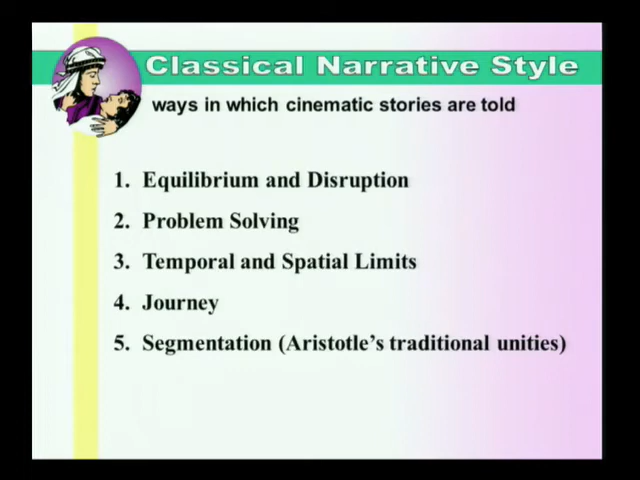 Classical Narrative Style
ways in which cinematic stories are told
1. Equilibrium and Disruption
2. Problem Solving
3. Temporal and Spatial Limits
4. Journey
5. Segmentation (Aristotle's traditional unities)